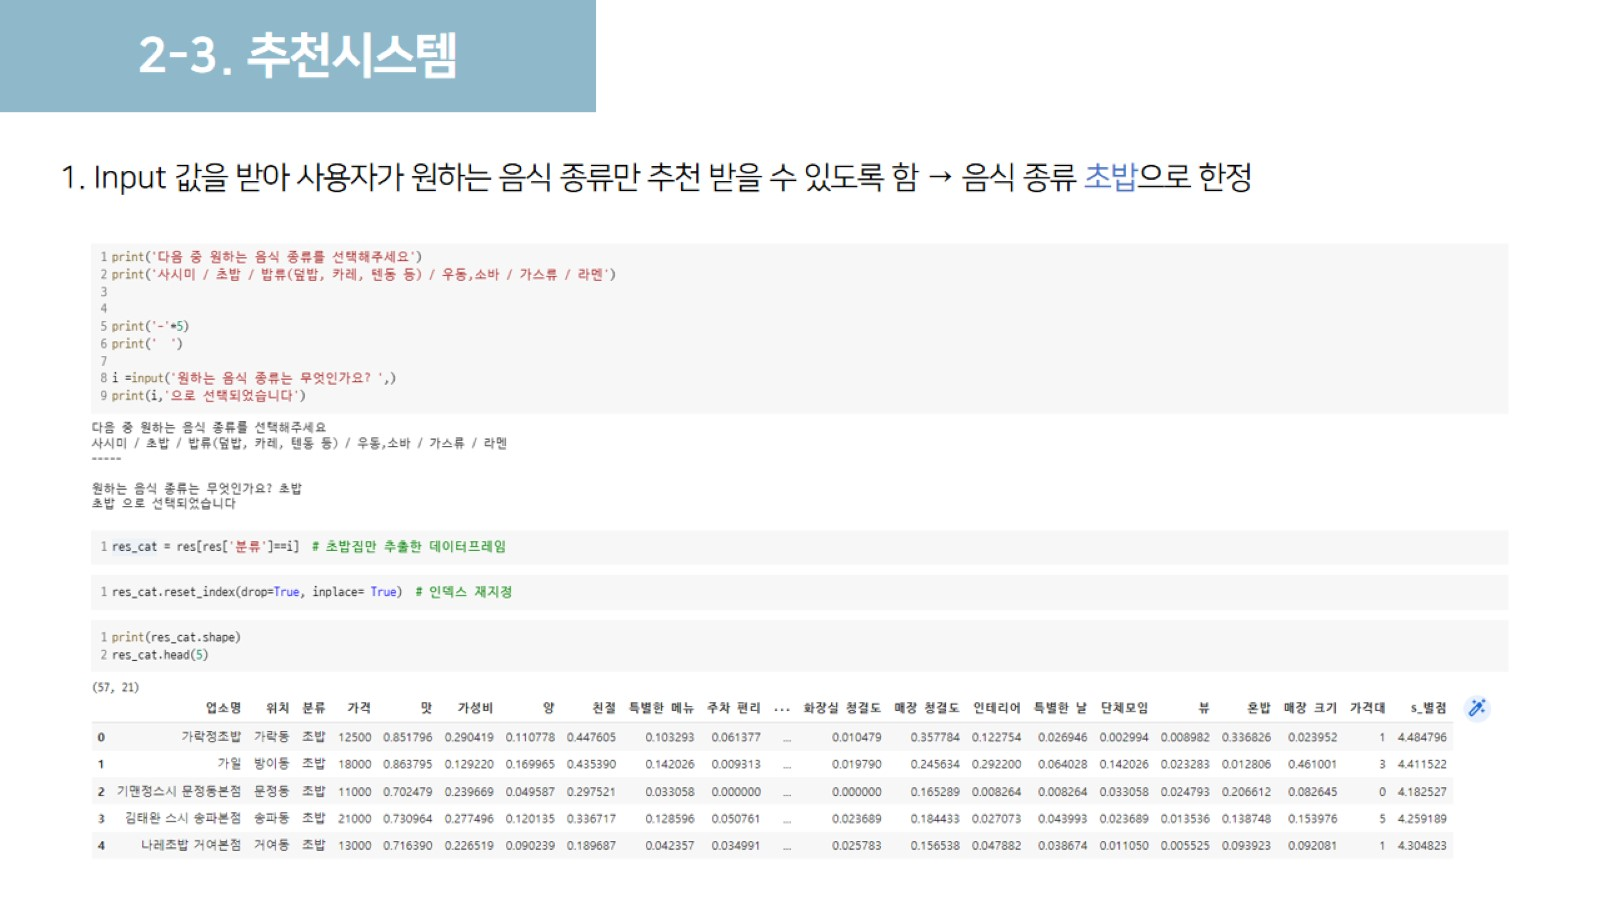 2-3. 추천시스템
1. Input 값을 받아 사용자가 원하는 음식 종류만 추천 받을 수 있도록 함 → 음식 종류 초밥으로 한정
1 print('다음 중 원하는 음식 종류를 선택해주세요')
2 print('사시미 / 초밥 / 밥류(덮밥, 카레, 텐동 등) / 우동,소바 / 가스류 / 라멘')
3
4
5 print('-'*5)
6 print('  ')
7
8 i =input('원하는 음식 종류는 무엇인가요? ',)
9 print(i,'으로 선택되었습니다')
다음 중 원하는 음식 종류를 선택해주세요
사시미 / 초밥 / 밥류(덮밥, 카레, 텐동 등) / 우동,소바 / 가스류 / 라멘
-----
원하는 음식 종류는 무엇인가요? 초밥
초밥 으로 선택되었습니다
1 res_cat = res[res['분류']==i]  # 초밥집만 추출한 데이터프레임
1 res_cat.reset_index(drop=True, inplace= True)  # 인덱스 재지정
1 print(res_cat.shape)
2 res_cat.head(5)
(57, 21)
업소명 위치 분류 가격 맛 가성비 양 친절 특별한 메뉴 주차 편리 ... 화장실 청결도 매장 청결도 인테리어 특별한 날 단체모임 뷰 혼밥 매장 크기 가격대 s_별점
0 가락정초밥 가락동 초밥 12500 0.851796 0.290419 0.110778 0.447605 0.103293 0.061377 ... 0.010479 0.357784 0.122754 0.026946 0.002994 0.008982 0.336826 0.023952 1 4.484796
1 가일 방이동 초밥 18000 0.863795 0.129220 0.169965 0.435390 0.142026 0.009313 ... 0.019790 0.245634 0.292200 0.064028 0.142026 0.023283 0.012806 0.461001 3 4.411522
2 기맨정스시 문정동본점 문정동 초밥 11000 0.702479 0.239669 0.049587 0.297521 0.033058 0.000000 ... 0.000000 0.165289 0.008264 0.008264 0.033058 0.024793 0.206612 0.082645 0 4.182527
3 김태완 스시 송파본점 송파동 초밥 21000 0.730964 0.277496 0.120135 0.336717 0.128596 0.050761 ... 0.023689 0.184433 0.027073 0.043993 0.023689 0.013536 0.138748 0.153976 5 4.259189
4 나레초밥 거여본점 거여동 초밥 13000 0.716390 0.226519 0.090239 0.189687 0.042357 0.034991 ... 0.025783 0.156538 0.047882 0.038674 0.011050 0.005525 0.093923 0.092081 1 4.304823